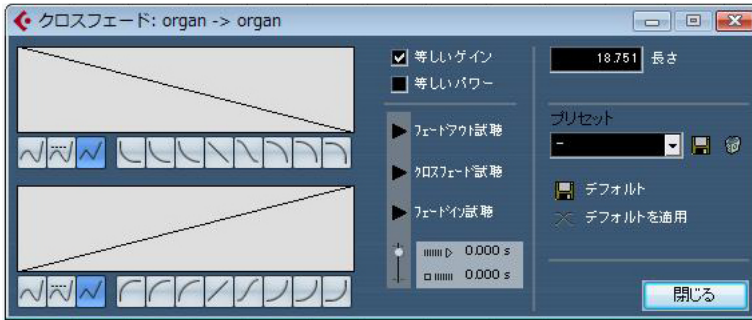 クロスフェード: organ -> organ
等しいゲイン
等しいパワー
18.751 長さ
フェードアウト試聴
クロスフェード試聴
フェードイン試聴
0.000 s
0.000 s
プリセット
-
デフォルト
デフォルトを適用
閉じる